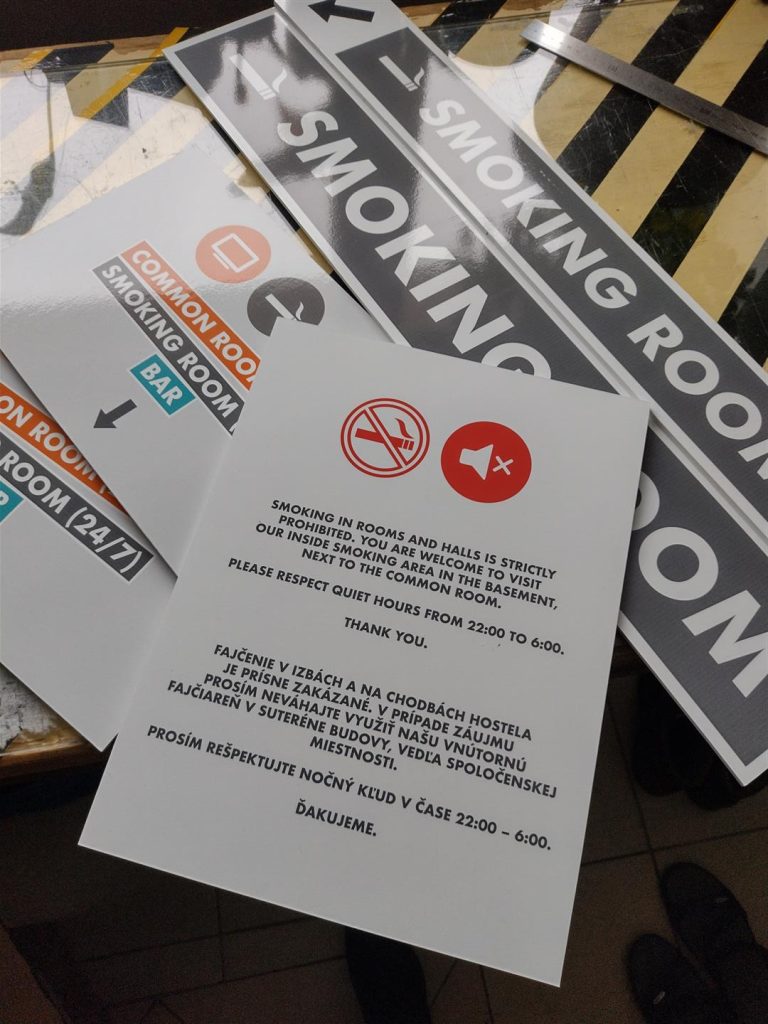 SMOKING ROOM
SMOKING ROOM
COMMON ROOM
SMOKING ROOM
BAR
ON ROOM
ROOM (24/7)
SMOKING IN ROOMS AND HALLS IS STRICTLY
PROHIBITED. YOU ARE WELCOME TO VISIT
OUR INSIDE SMOKING AREA IN THE BASEMENT,
NEXT TO THE COMMON ROOM.
PLEASE RESPECT QUIET HOURS FROM 22:00 TO 6:00.
THANK YOU.
FAJČENIE V IZBÁCH A NA CHODBÁCH HOSTELA
JE PRÍSNE ZAKÁZANÉ. V PRÍPADE ZÁUJMU
PROSÍM NEVÁHAJTE VYUŽIŤ NAŠU VNÚTORNÚ
FAJČIAREŇ V SUTERÉNE BUDOVY, VEDĽA SPOLOČENSKEJ
MIESTNOSTI.
PROSÍM REŠPEKTUJTE NOČNÝ KĽUD V ČASE 22:00 – 6:00.
ĎAKUJEME.